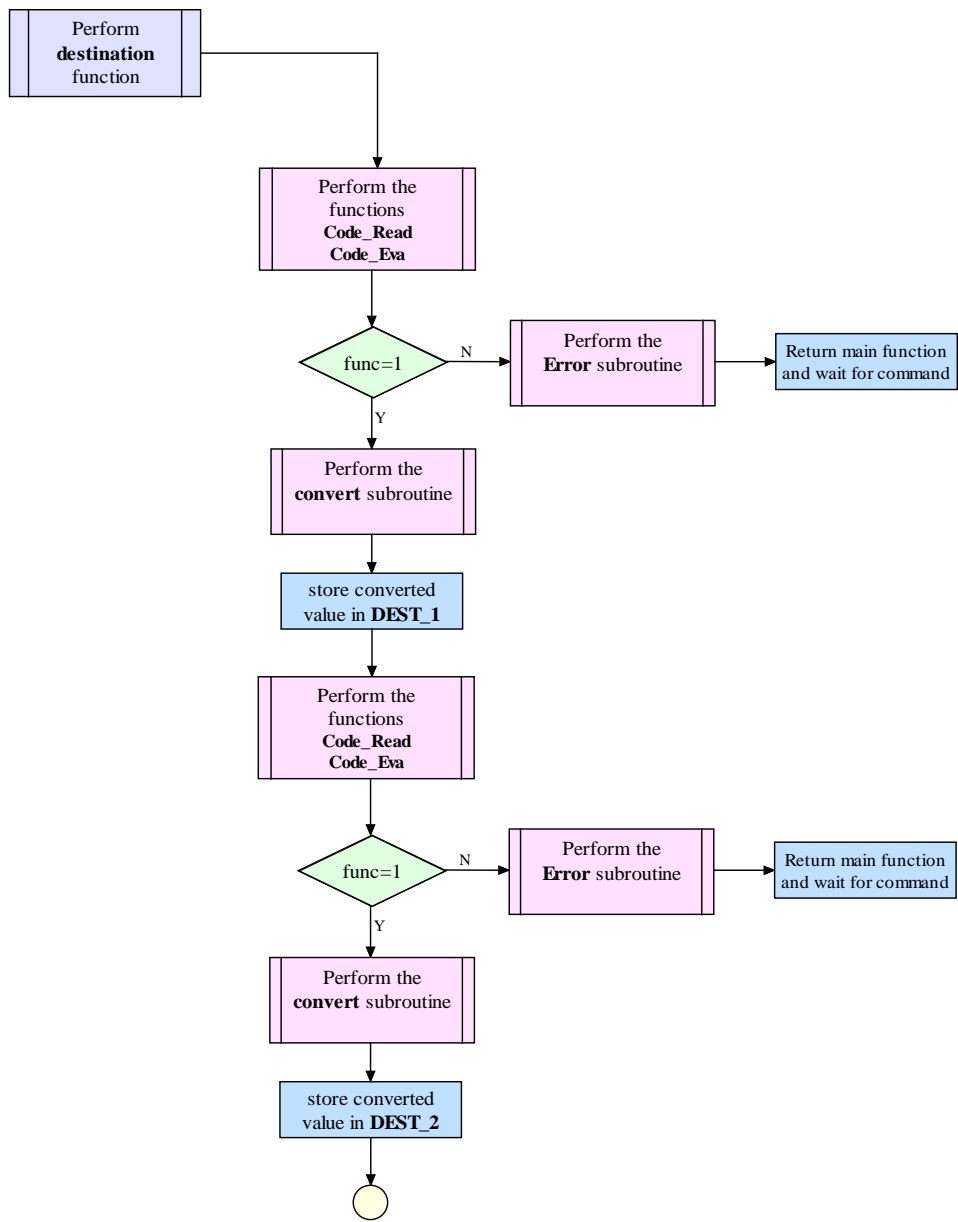 Perform
destination
function
Perform the
functions
Code_Read
Code_Eva
func=1
N
Perform the
Error subroutine
Return main function
and wait for command
Y
Perform the
convert subroutine
store converted
value in DEST_1
Perform the
functions
Code_Read
Code_Eva
func=1
N
Perform the
Error subroutine
Return main function
and wait for command
Y
Perform the
convert subroutine
store converted
value in DEST_2